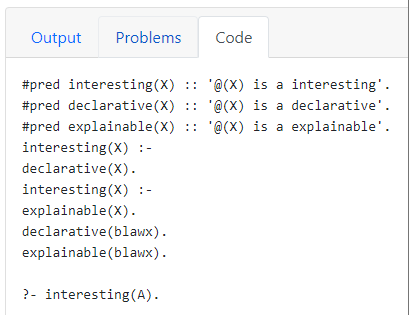 Output Problems Code
#pred interesting(X) :: '@(X) is a interesting'.
#pred declarative(X) :: '@(X) is a declarative'.
#pred explainable(X) :: '@(X) is a explainable'.
interesting(X) :-
declarative(X).
interesting(X) :-
explainable(X).
declarative(blawx).
explainable(blawx).
?- interesting(A).